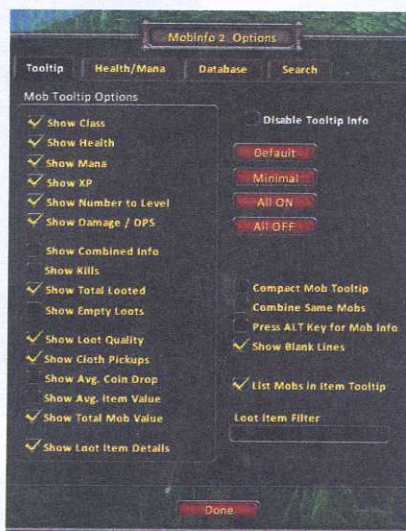 MobInfo 2 Options
Tooltip
Health/Mana
Database
Search
Mob Tooltip Options
Show Class
Show Health
Show Mana
Show XP
Show Number to Level
Show Damage / DPS
Show Combined Info
Show Kills
Show Total Looted
Show Empty Loots
Show Loot Quality
Show Cloth Pickups
Show Avg. Coin Drop
Show Avg. Item Value
Show Total Mob Value
Show Loot Item Details
Disable Tooltip Info
Default
Minimal
All ON
All OFF
Compact Mob Tooltip
Combine Same Mobs
Press ALT Key for Mob Info
Show Blank Lines
List Mobs in Item Tooltip
Loot Item Filter
Done